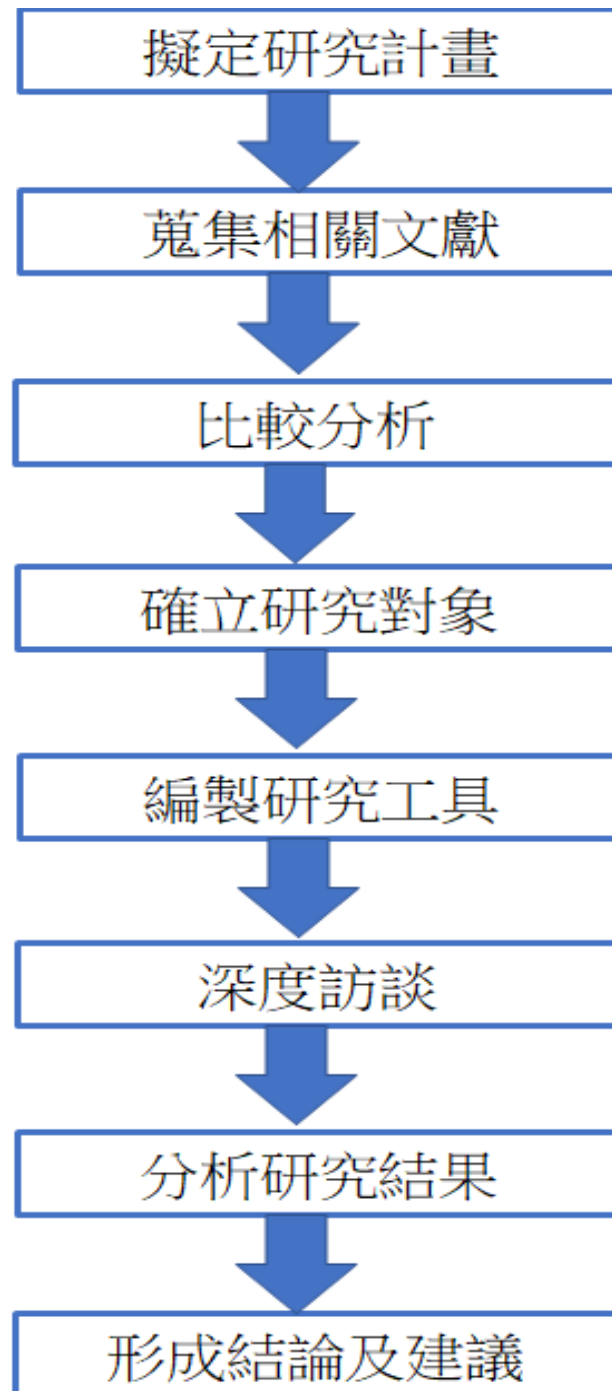 擬定研究計畫
蒐集相關文獻
比較分析
確立研究對象
編製研究工具
深度訪談
分析研究結果
形成結論及建議